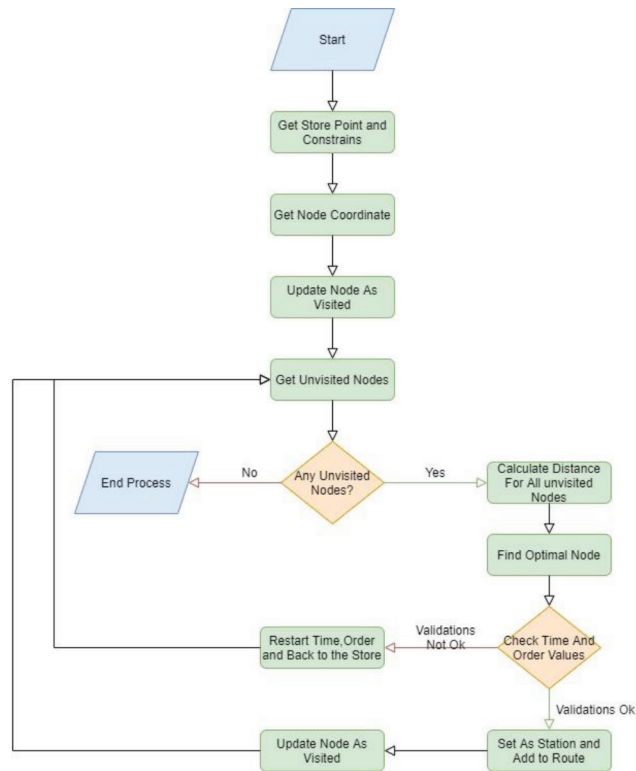 Start
Get Store Point and
Constrains
Get Node Coordinate
Update Node As
Visited
Get Unvisited Nodes
Any Unvisited
Nodes?
No
End Process
Yes
Calculate Distance
For All unvisited
Nodes
Find Optimal Node
Check Time And
Order Values
Validations
Not Ok
Restart Time,Order
and Back to the Store
Validations Ok
Set As Station and
Add to Route
Update Node As
Visited